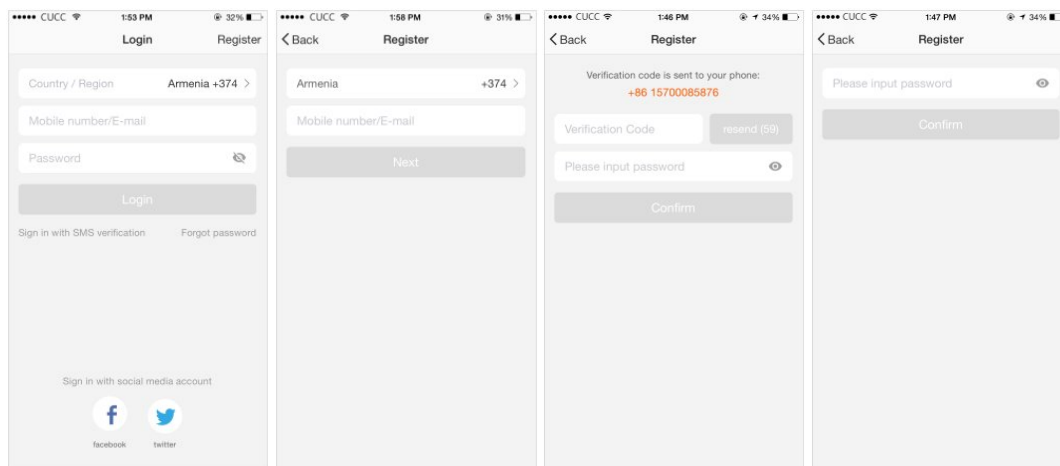 CUCC 1:53 PM 32%
Login Register
Country / Region Armenia +374 >
Mobile number/E-mail
Password
Login
Sign in with SMS verification Forgot password
Sign in with social media account
facebook twitter
CUCC 1:58 PM 31%
< Back Register
Armenia +374 >
Mobile number/E-mail
Next
CUCC 1:46 PM 34%
< Back Register
Verification code is sent to your phone:
+86 15700085876
Verification Code resend (59)
Please input password
Confirm
CUCC 1:47 PM 34%
< Back Register
Please input password
Confirm